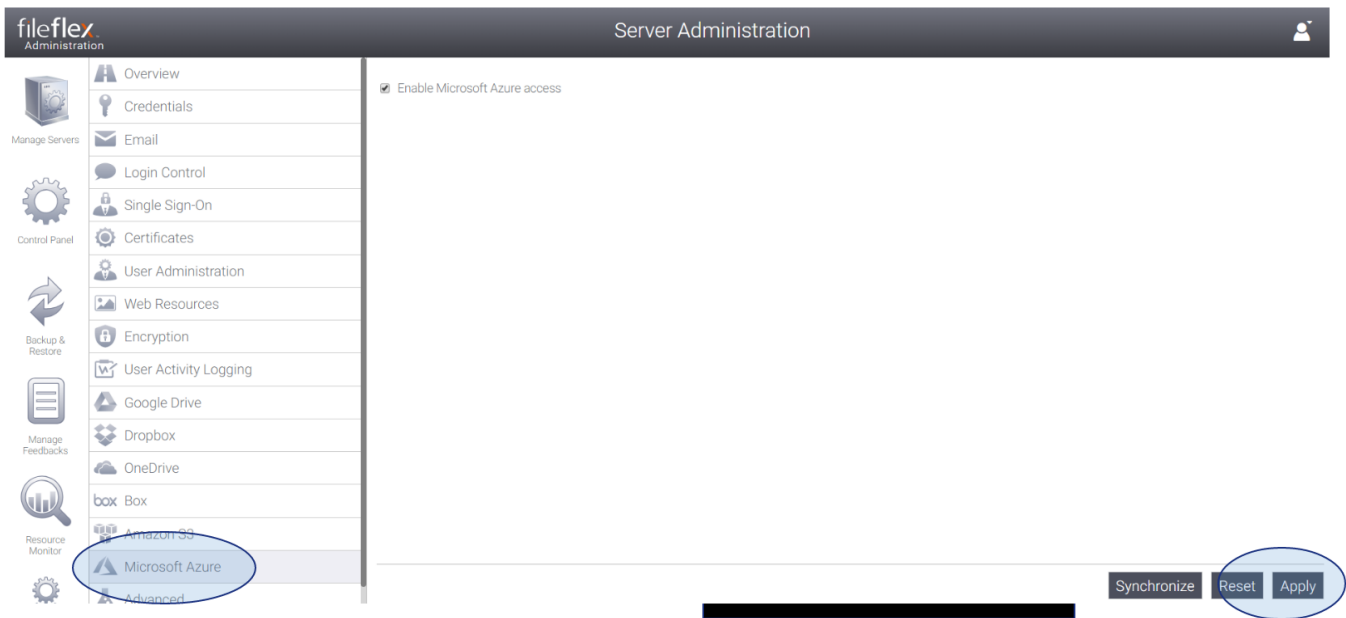 fileflex
Administration
Server Administration
Manage Servers
Control Panel
Backup &
Restore
Manage
Feedbacks
Resource
Monitor
Overview
Credentials
Email
Login Control
Single Sign-On
Certificates
User Administration
Web Resources
Encryption
User Activity Logging
Google Drive
Dropbox
OneDrive
box Box
Amazon S3
Microsoft Azure
Advanced
Enable Microsoft Azure access
Synchronize Reset Apply